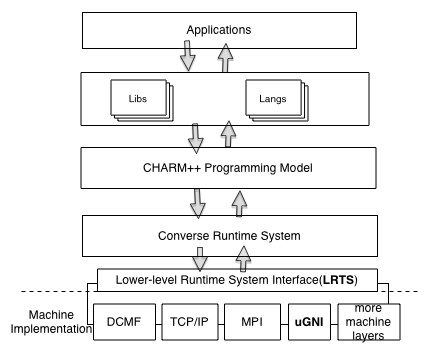 Applications
Libs
Langs
CHARM++ Programming Model
Converse Runtime System
Lower-level Runtime System Interface(LRTS)
Machine
Implementation
DCMF
TCP/IP
MPI
uGNI
more
machine
layers